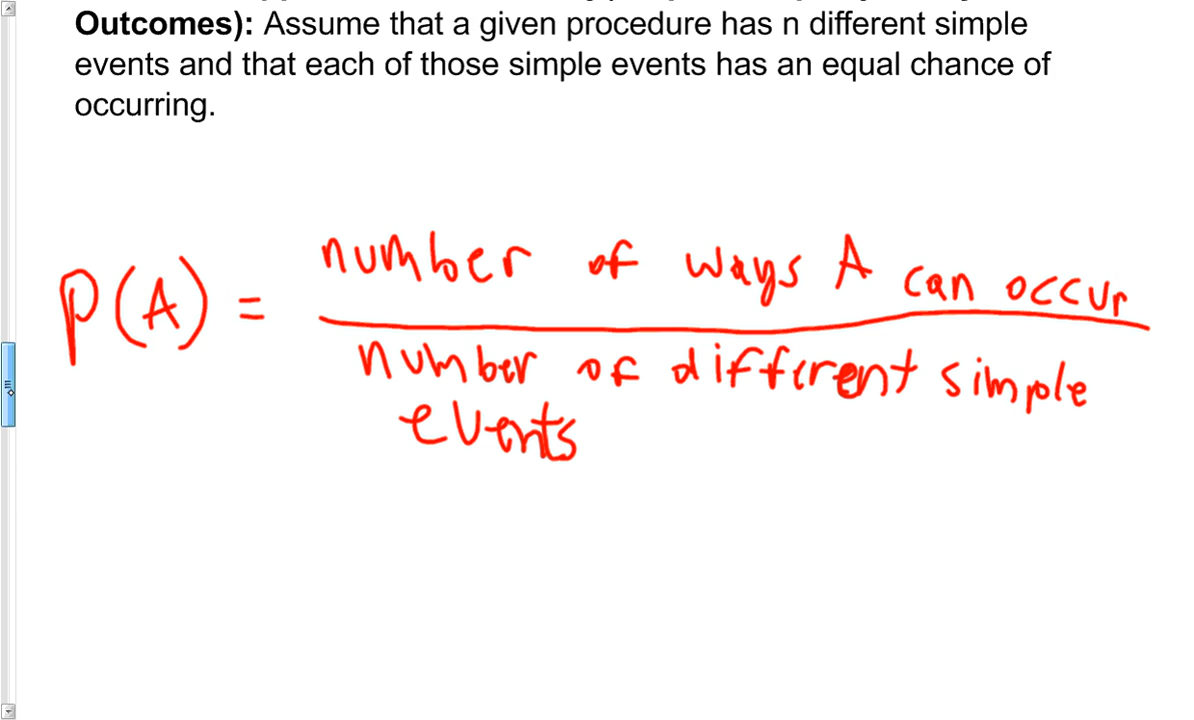 Outcomes): Assume that a given procedure has n different simple
events and that each of those simple events has an equal chance of
occurring.
P(A) = number of ways A can occur
number of different simple
events